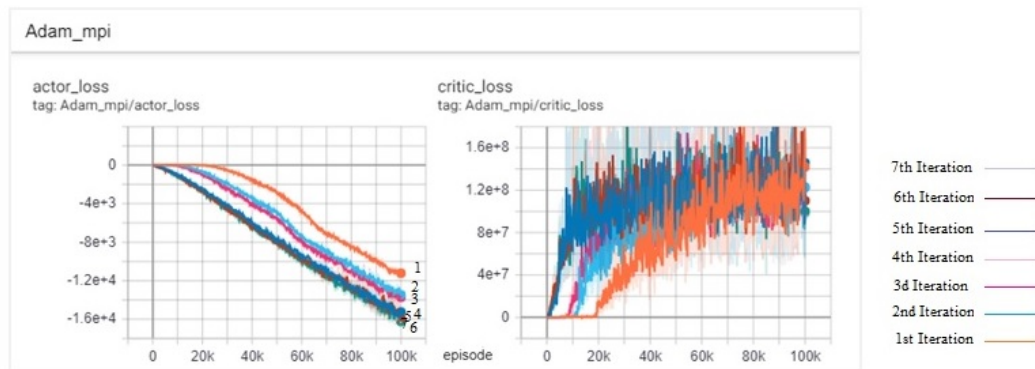 Adam_mpi
actor_loss
tag: Adam_mpi/actor_loss
0
-4e+3
-8e+3
-1.2e+4
-1.6e+4
1
2
3
5 4
6
0 20k 40k 60k 80k 100k
episode
critic_loss
tag: Adam_mpi/critic_loss
1.6e+8
1.2e+8
8e+7
4e+7
0
0 20k 40k 60k 80k 100k
7th Iteration
6th Iteration
5th Iteration
4th Iteration
3d Iteration
2nd Iteration
1st Iteration